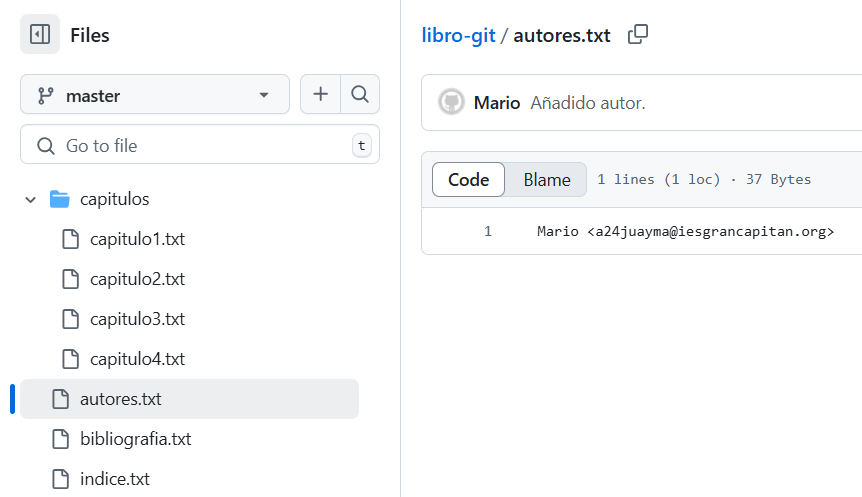 Files
master
Go to file
t
capitulos
capitulo1.txt
capitulo2.txt
capitulo3.txt
capitulo4.txt
autores.txt
bibliografia.txt
indice.txt
libro-git / autores.txt
Mario Añadido autor.
Code Blame 1 lines (1 loc) · 37 Bytes
1 Mario <a24juayma@iesgrancapitan.org>